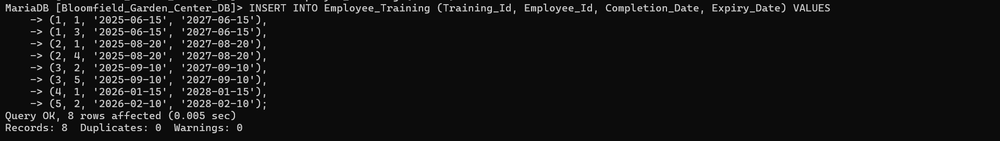 MariaDB [Bloomfield_Garden_Center_DB]> INSERT INTO Employee_Training (Training_Id, Employee_Id, Completion_Date, Expiry_Date) VALUES
    -> (1, 1, '2025-06-15', '2027-06-15'),
    -> (1, 3, '2025-06-15', '2027-06-15'),
    -> (2, 1, '2025-08-20', '2027-08-20'),
    -> (2, 4, '2025-08-20', '2027-08-20'),
    -> (3, 2, '2025-09-10', '2027-09-10'),
    -> (3, 5, '2025-09-10', '2027-09-10'),
    -> (4, 1, '2026-01-15', '2028-01-15'),
    -> (5, 2, '2026-02-10', '2028-02-10');
Query OK, 8 rows affected (0.005 sec)
Records: 8  Duplicates: 0  Warnings: 0